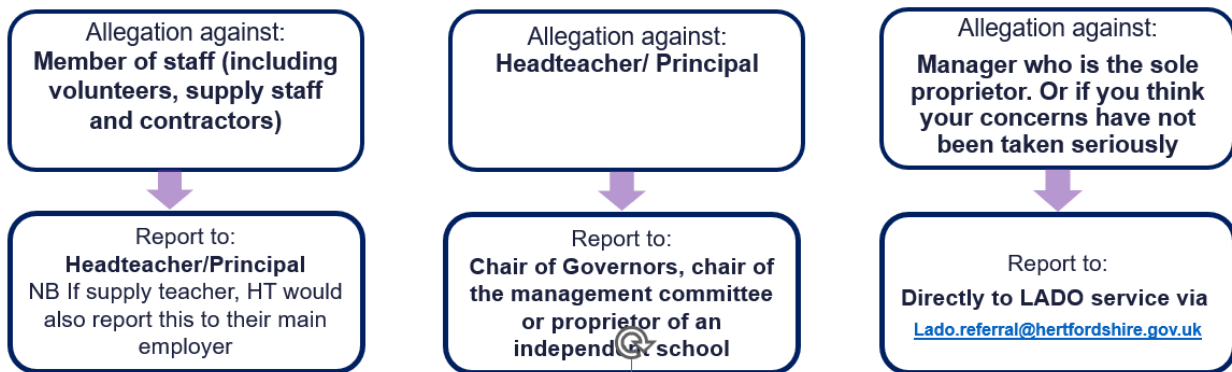 Allegation against:
Member of staff (including
volunteers, supply staff
and contractors)
Report to:
Headteacher/Principal
NB If supply teacher, HT would
also report this to their main
employer
Allegation against:
Headteacher/ Principal
Report to:
Chair of Governors, chair of
the management committee
or proprietor of an
independent school
Allegation against:
Manager who is the sole
proprietor. Or if you think
your concerns have not
been taken seriously
Report to:
Directly to LADO service via
Lado.referral@hertfordshire.gov.uk